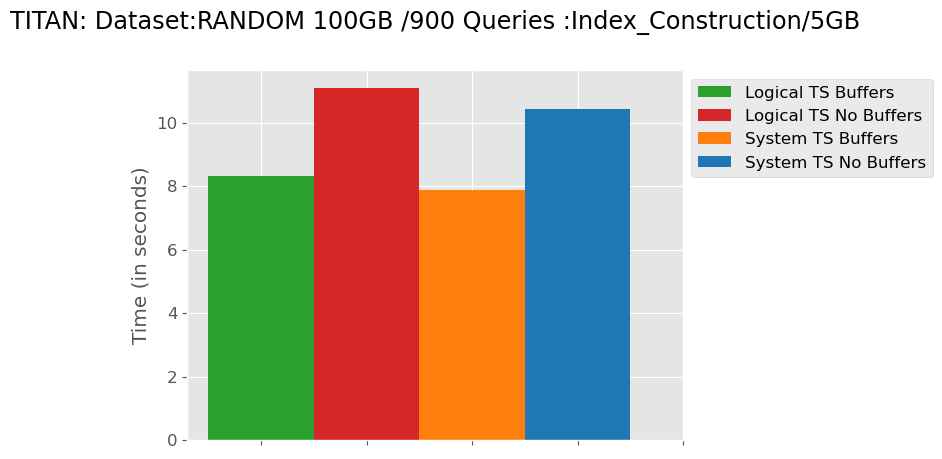 TITAN: Dataset:RANDOM 100GB /900 Queries :Index_Construction/5GB
Logical TS Buffers
Logical TS No Buffers
System TS Buffers
System TS No Buffers
Time (in seconds)
10
8
6
4
2
0